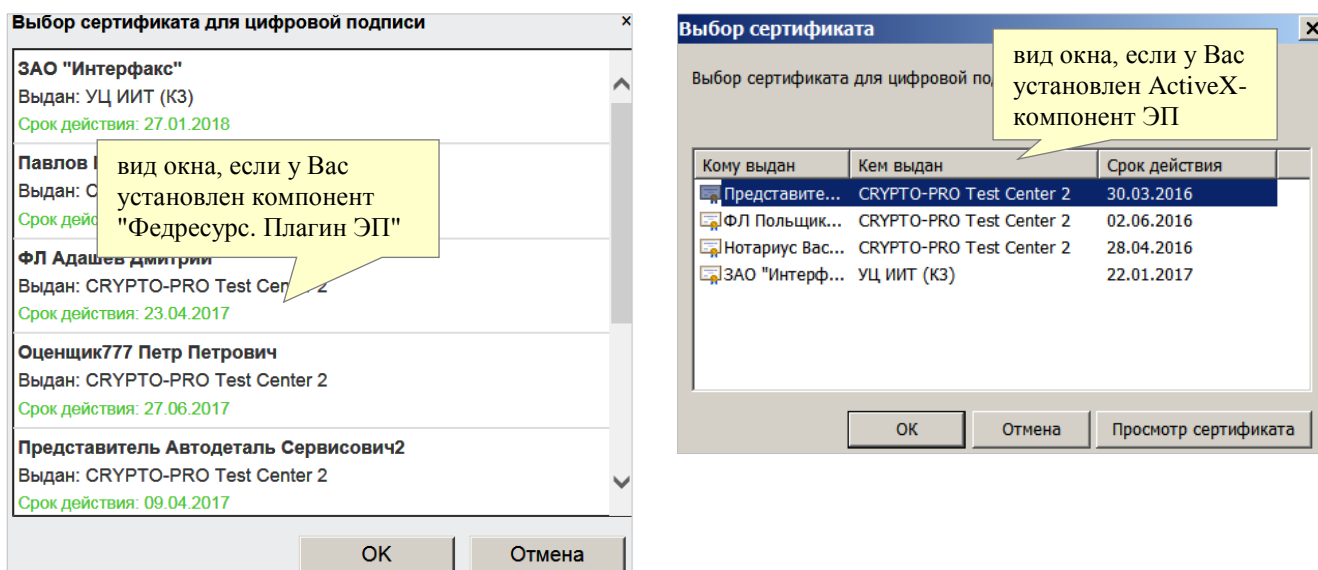 Выбор сертификата для цифровой подписи
ЗАО "Интерфакс"
Выдан: УЦ ИИТ (К3)
Срок действия: 27.01.2018
Павлов
Выдан:
Срок
вид окна, если у Вас
установлен компонент
"Федресурс. Плагин ЭП"
ФЛ Адашев Дмитрий
Выдан: CRYPTO-PRO Test Center 2
Срок действия: 23.04.2017
Оценщик777 Петр Петрович
Выдан: CRYPTO-PRO Test Center 2
Срок действия: 27.06.2017
Представитель Автодеталь Сервисович2
Выдан: CRYPTO-PRO Test Center 2
Срок действия: 09.04.2017
OK Отмена
Выбор сертификата
Выбор сертификата для цифровой
вид окна, если у Вас
установлен ActiveX-
компонент ЭП
Кому выдан Кем выдан Срок действия
Представите... CRYPTO-PRO Test Center 2 30.03.2016
ФЛ Польщик... CRYPTO-PRO Test Center 2 02.06.2016
Нотариус Вас... CRYPTO-PRO Test Center 2 28.04.2016
ЗАО "Интерф... УЦ ИИТ (К3) 22.01.2017
ОК Отмена Просмотр сертификата